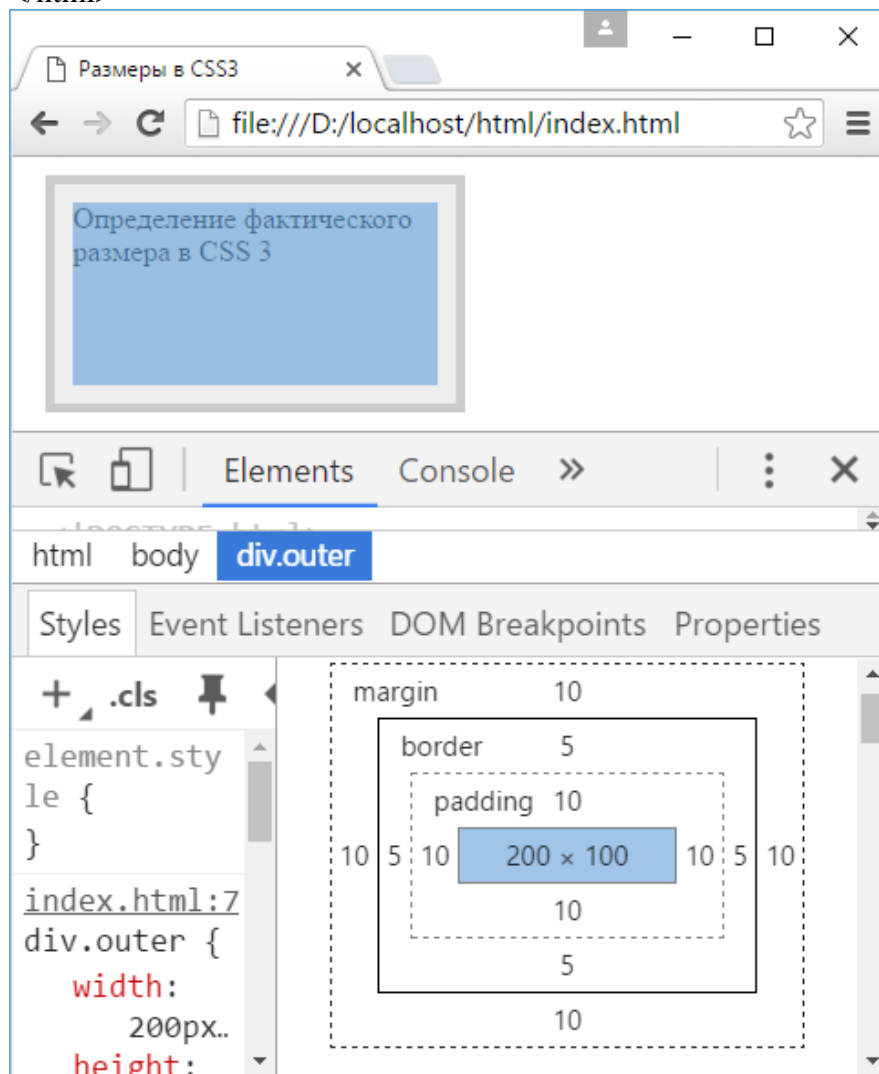 Размеры в CSS3
file:///D:/localhost/html/index.html
Определение фактического
размера в CSS 3
Elements Console »
html body div.outer
Styles Event Listeners DOM Breakpoints Properties
+ .cls
element.sty
le {
}
index.html:7
div.outer {
width:
200px..
height:
margin 10
border 5
padding 10
10 5 10 200 × 100 10 5 10
10
5
10